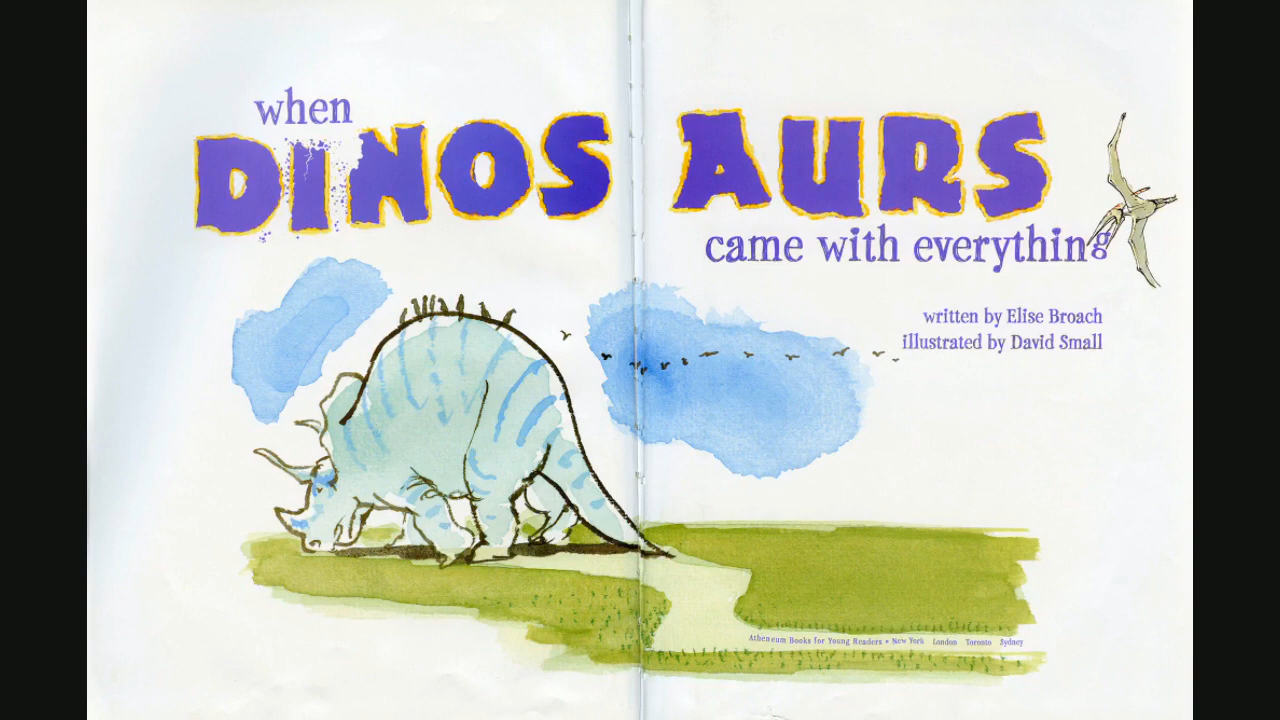 when
DINOSAURS
came with everything
written by Elise Broach
illustrated by David Small
Atheneum Books for Young Readers • New York London Toronto Sydney